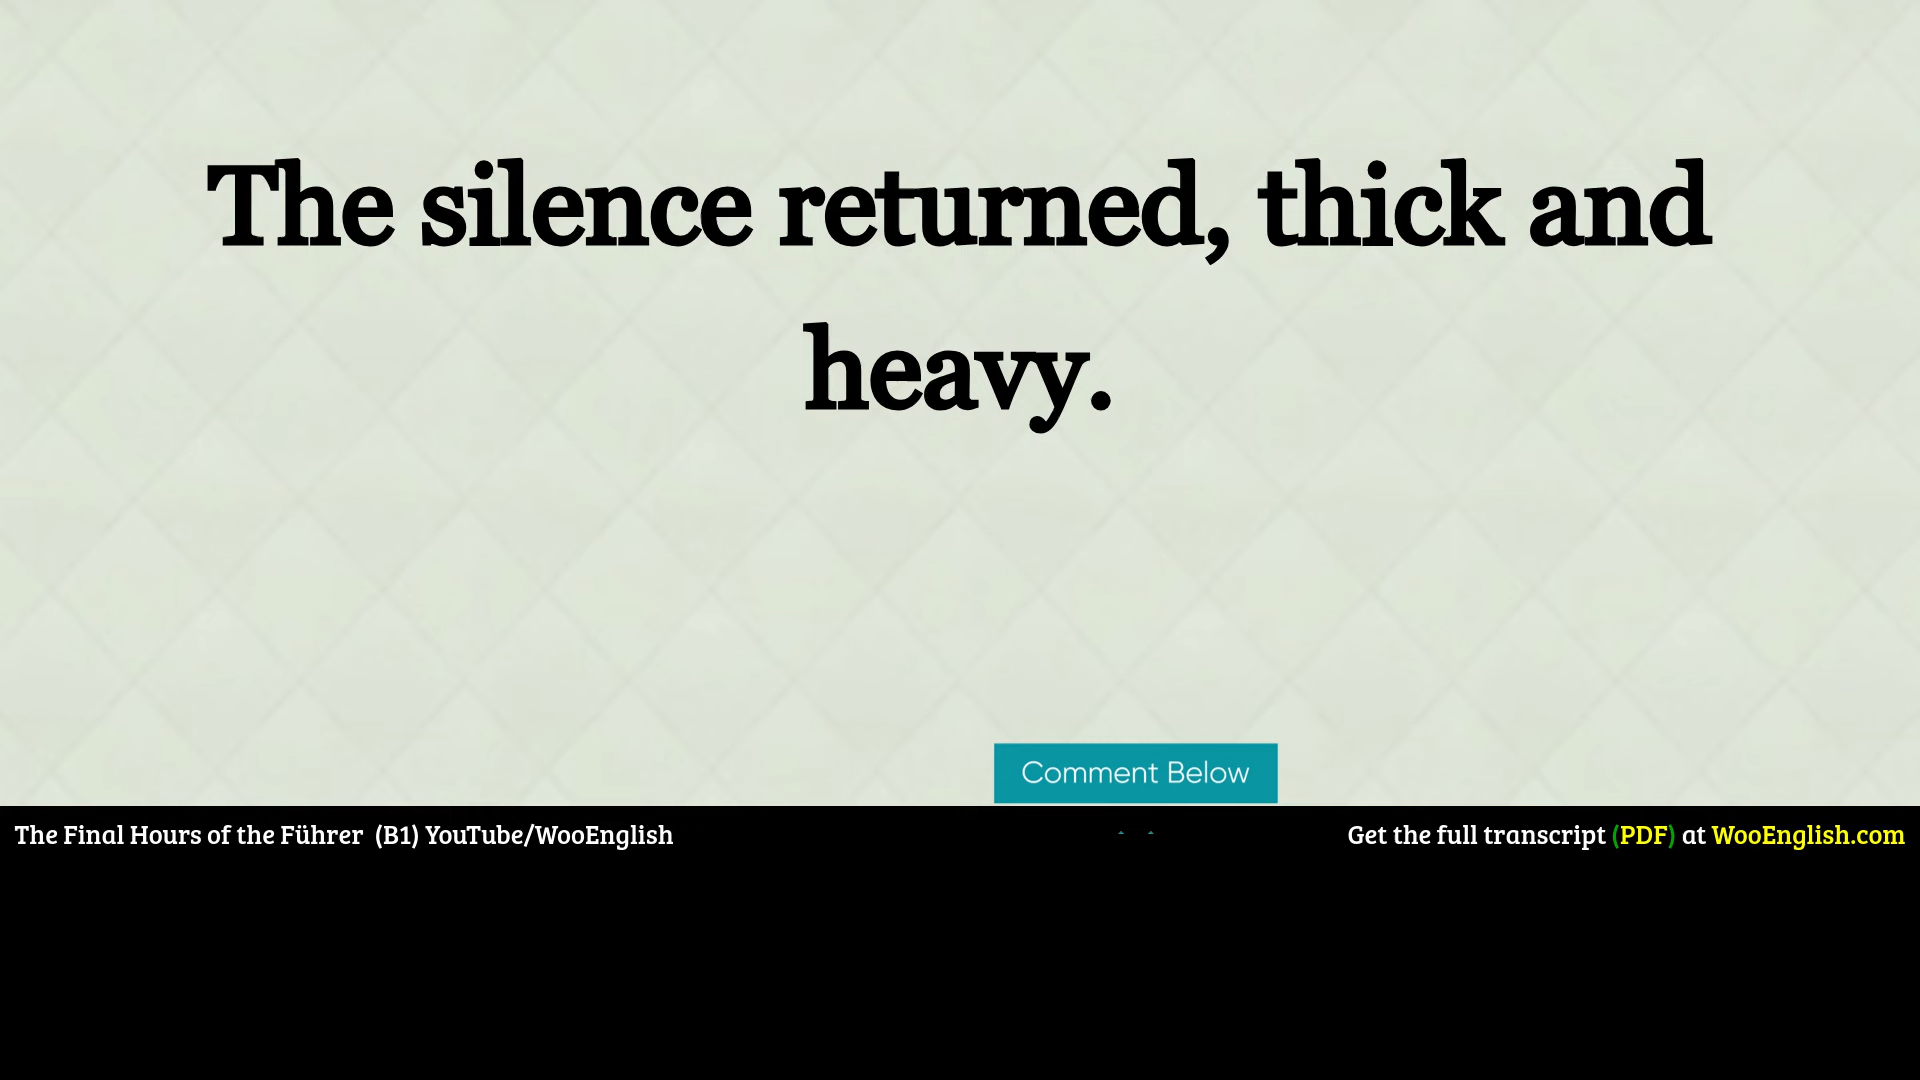 The silence returned, thick and
heavy.
Comment Below
The Final Hours of the Führer (B1) YouTube/WooEnglish
Get the full transcript (PDF) at WooEnglish.com